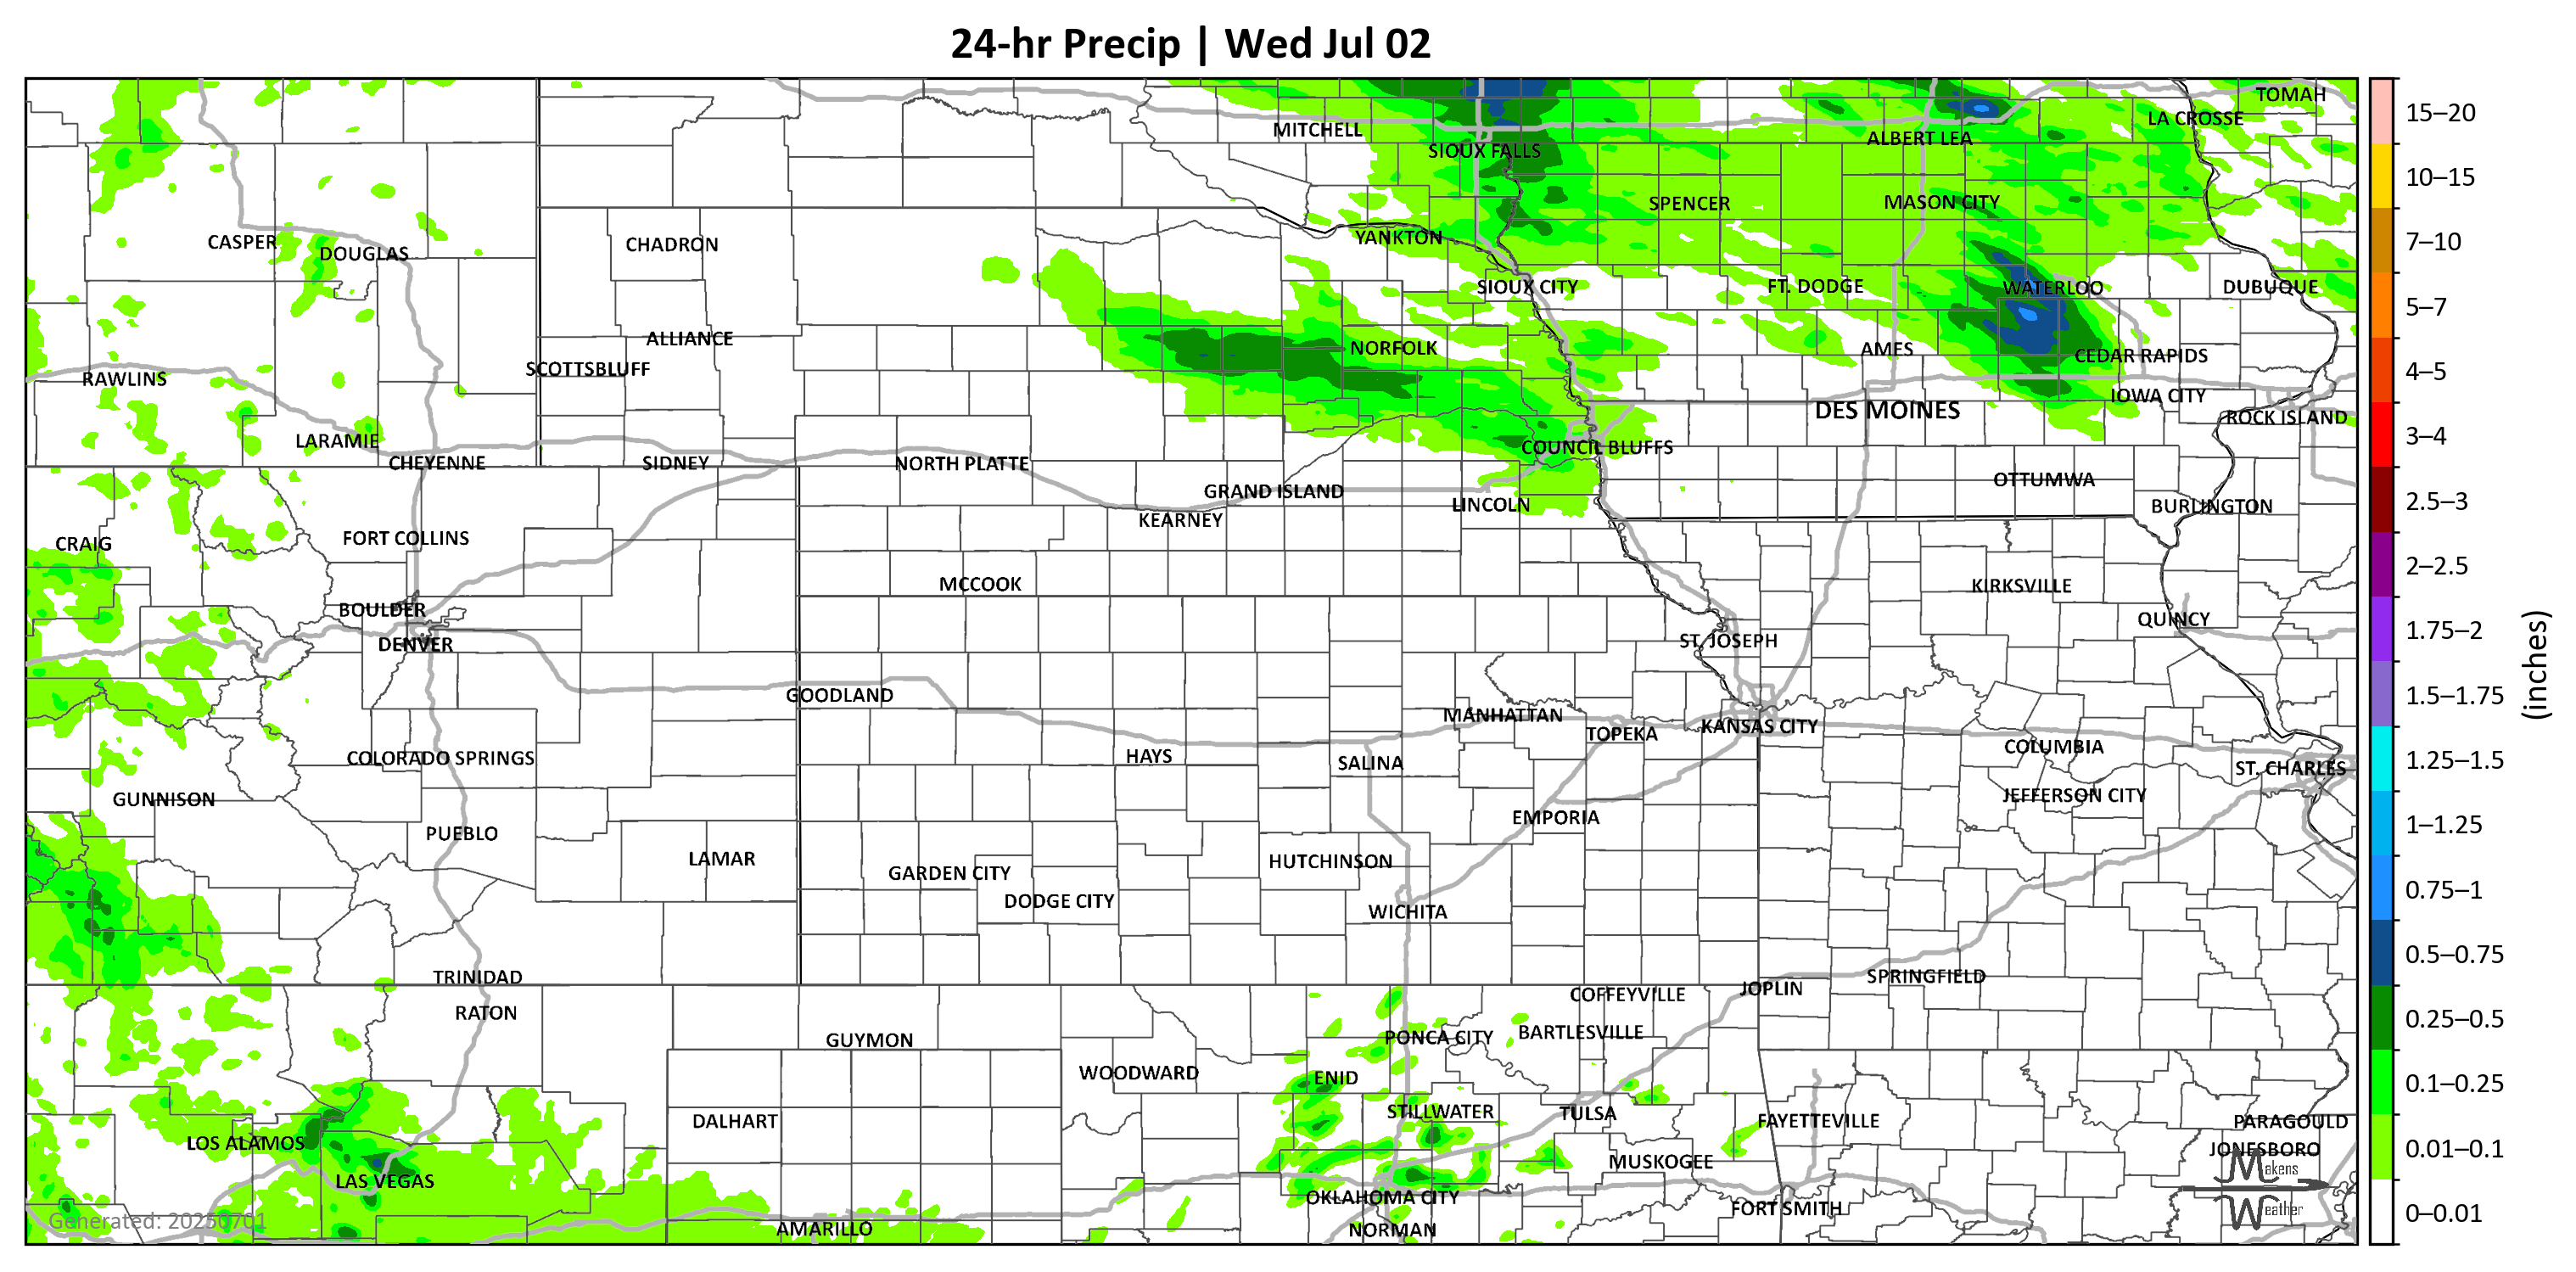 24-hr Precip | Wed Jul 02
TOMAH
15–20
LA CROSSE
MITCHELL
ALBERT LEA
SIOUX FALLS
10–15
SPENCER
MASON CITY
YANKTON
CASPER
DOUGLAS
CHADRON
7–10
SIOUX CITY
FT. DODGE
WATERLOO
DUBUQUE
5–7
ALLIANCE
NORFOLK
AMES
CEDAR RAPIDS
SCOTTSBLUFF
4–5
RAWLINS
IOWA CITY
DES MOINES
ROCK ISLAND
LARAMIE
3–4
COUNCIL BLUFFS
CHEYENNE
SIDNEY
NORTH PLATTE
OTTUMWA
GRAND ISLAND
2.5–3
LINCOLN
BURLINGTON
KEARNEY
FORT COLLINS
CRAIG
2–2.5
MCCOOK
KIRKSVILLE
BOULDER
QUINCY
1.75–2
DENVER
ST. JOSEPH
(inches)
GOODLAND
1.5–1.75
MANHATTAN
KANSAS CITY
TOPEKA
COLUMBIA
COLORADO SPRINGS
HAYS
SALINA
1.25–1.5
ST. CHARLES
JEFFERSON CITY
GUNNISON
EMPORIA
1–1.25
PUEBLO
LAMAR
HUTCHINSON
GARDEN CITY
0.75–1
DODGE CITY
WICHITA
0.5–0.75
TRINIDAD
SPRINGFIELD
JOPLIN
COFFEYVILLE
RATON
0.25–0.5
BARTLESVILLE
PONCA CITY
GUYMON
WOODWARD
ENID
0.1–0.25
STILLWATER
TULSA
DALHART
FAYETTEVILLE
PARAGOULD
LOS ALAMOS
JONESBORO
0.01–0.1
MUSKOGEE
Makens
LAS VEGAS
OKLAHOMA CITY
FORT SMITH
Weather
0–0.01
Generated: 20250701
AMARILLO
NORMAN